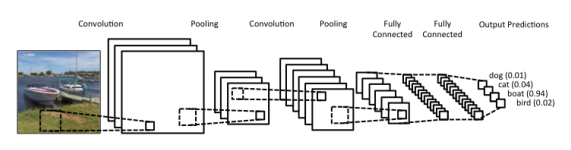 Convolution
Pooling
Convolution
Pooling
Fully
Connected
Fully
Connected
Output Predictions
dog (0.01)
cat (0.04)
boat (0.94)
bird (0.02)